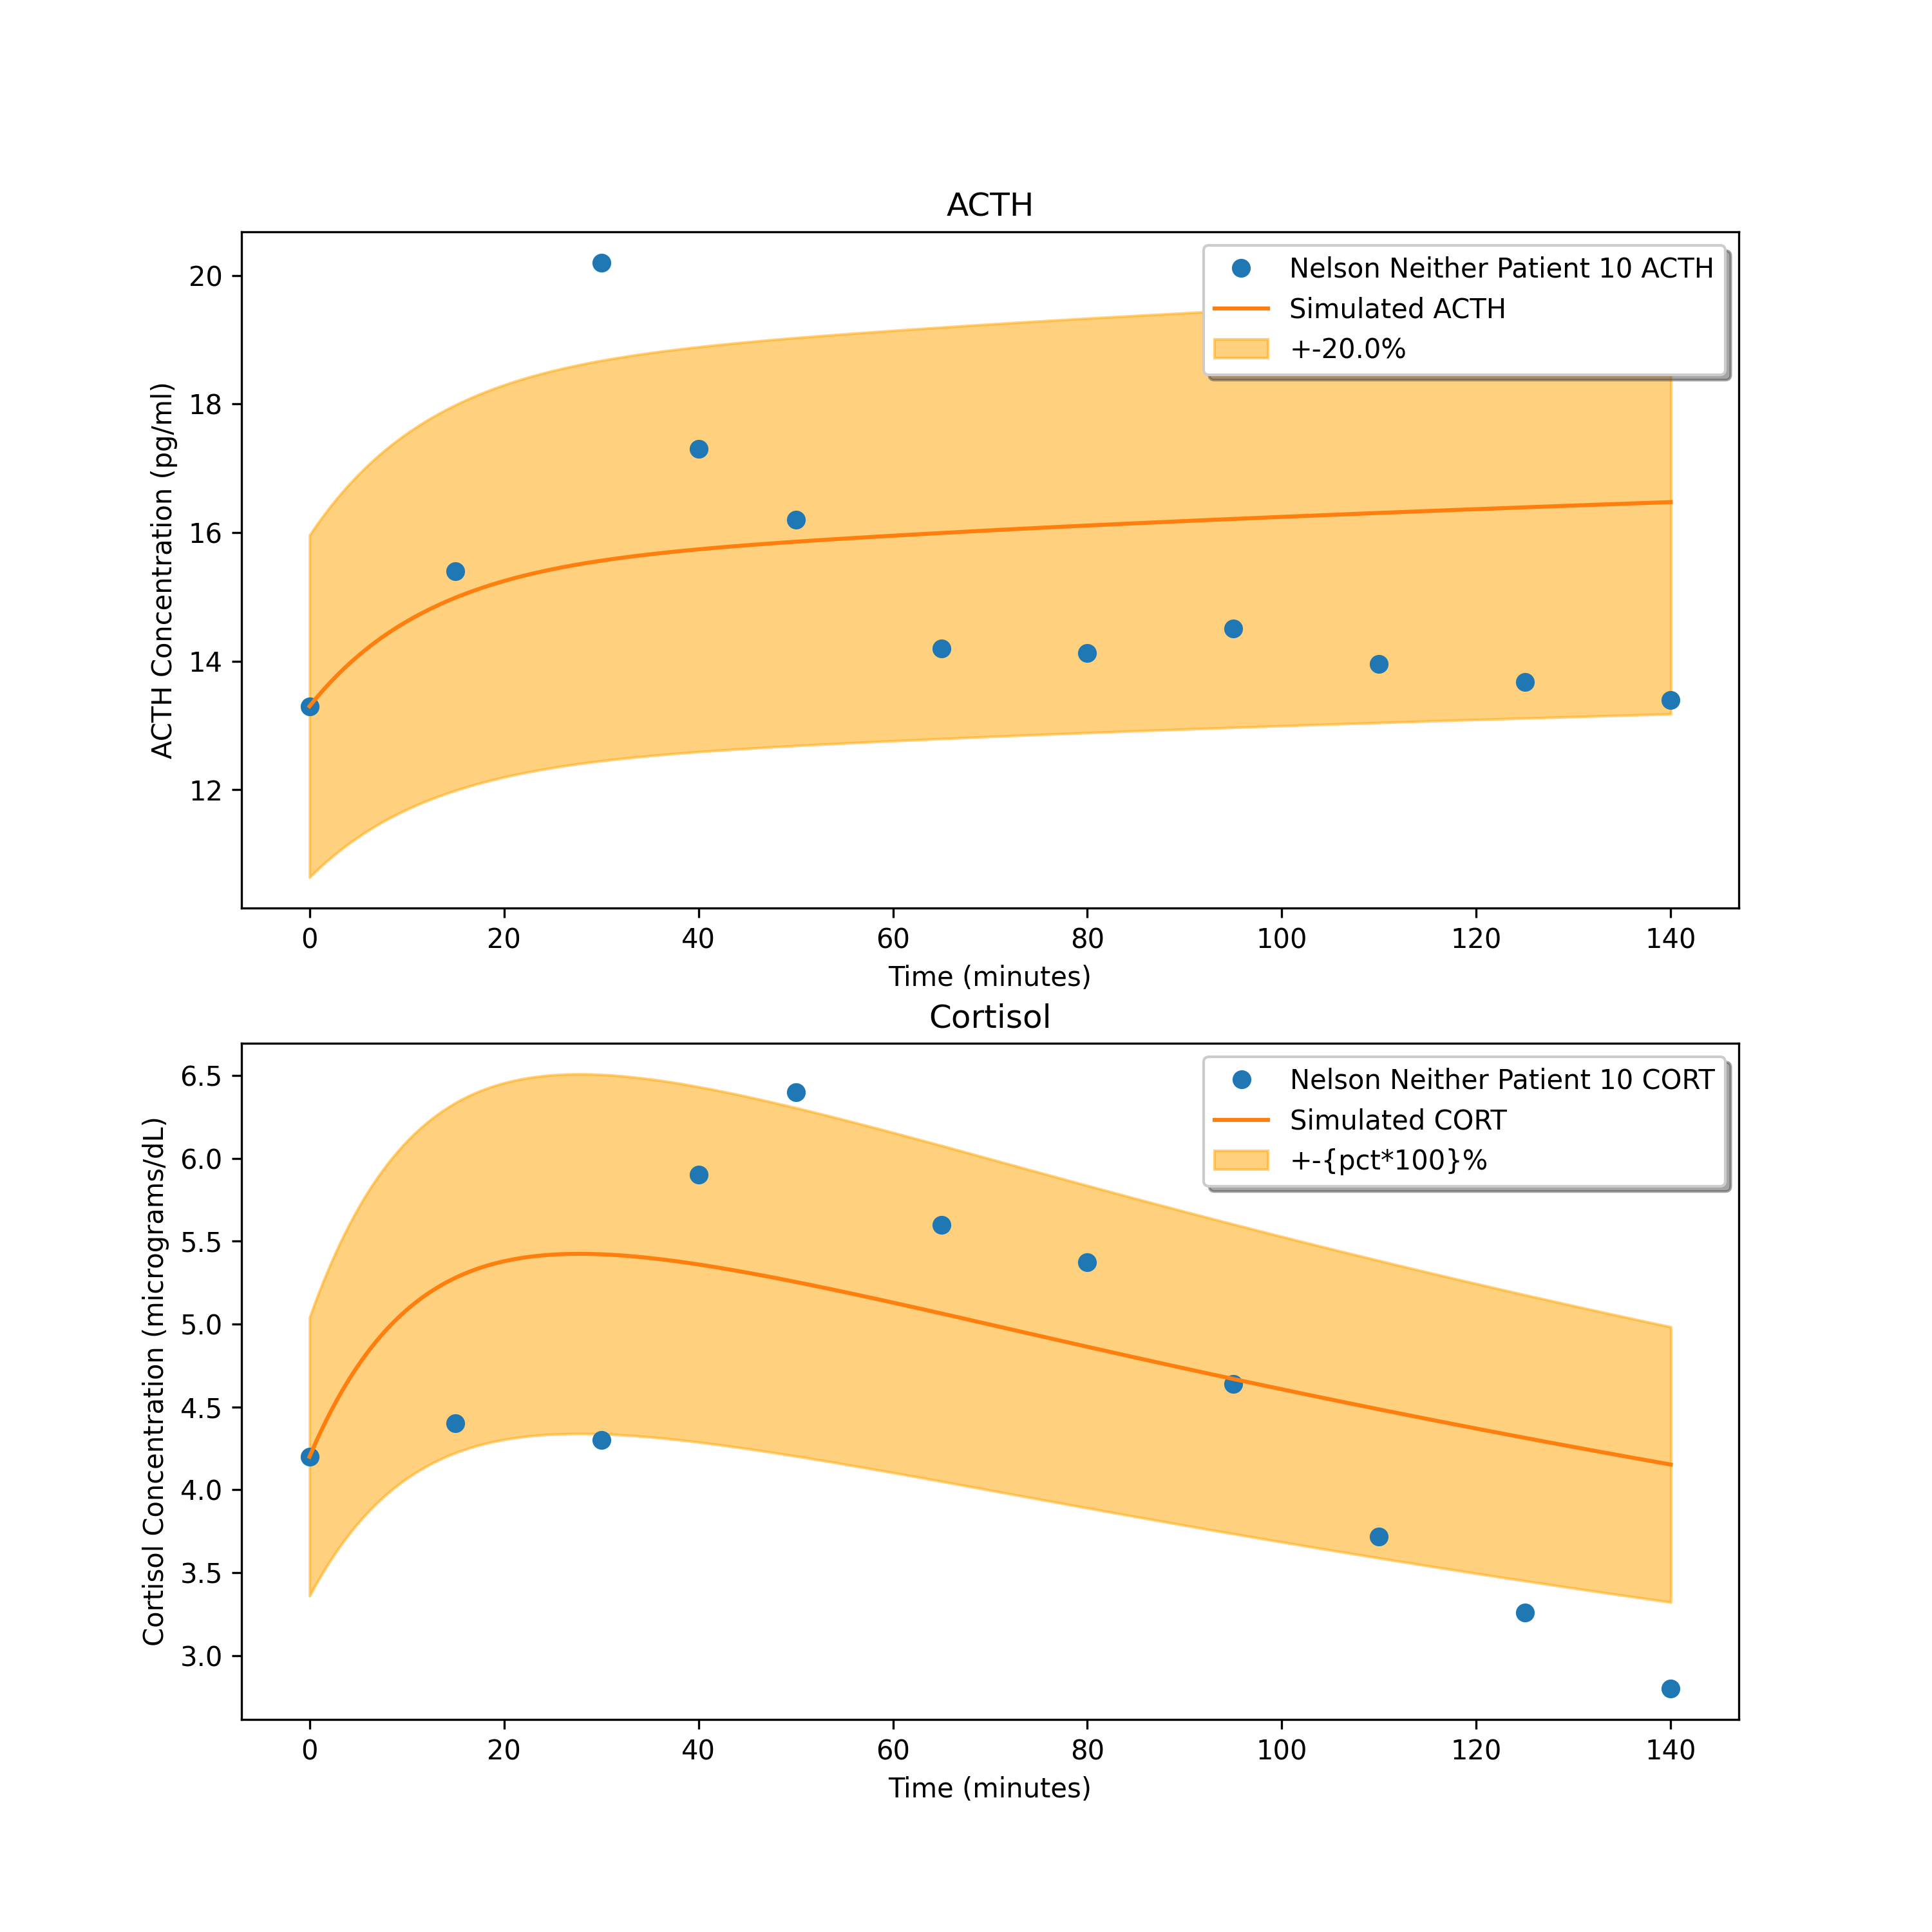 ACTH
Nelson Neither Patient 10 ACTH
Simulated ACTH
+-20.0%
ACTH Concentration (pg/ml)
20
18
16
14
12
0 20 40 60 80 100 120 140
Time (minutes)
Cortisol
Nelson Neither Patient 10 CORT
Simulated CORT
+-{pct*100}%
Cortisol Concentration (micrograms/dL)
6.5
6.0
5.5
5.0
4.5
4.0
3.5
3.0
0 20 40 60 80 100 120 140
Time (minutes)